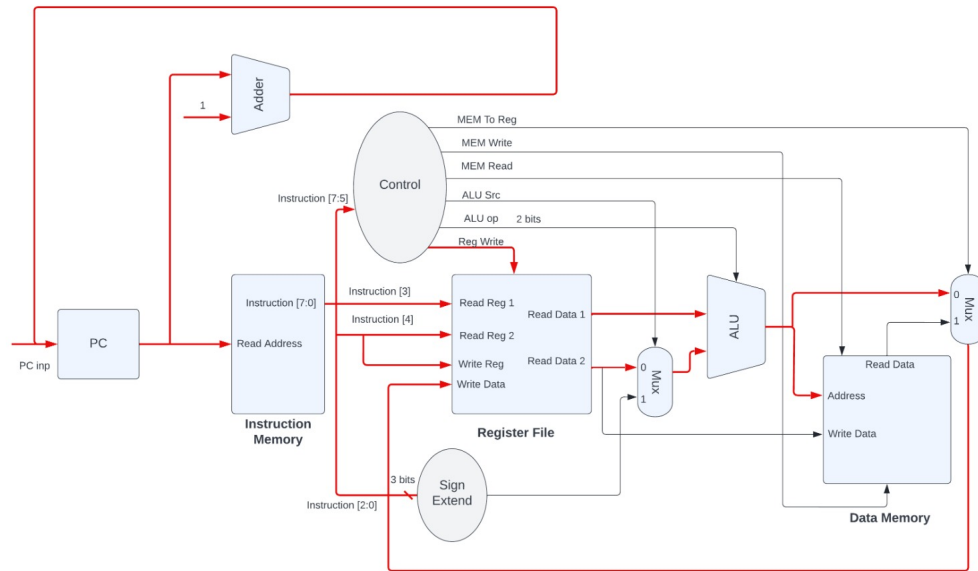 Adder
1
MEM To Reg
MEM Write
MEM Read
Control
ALU Src
Instruction [7:5]
ALU op 2 bits
Reg Write
Instruction [7:0]
Instruction [3]
Read Reg 1
Read Data 1
ALU
0
Mux
1
Instruction [4]
Read Reg 2
PC
Read Address
PC inp
Write Reg
Read Data 2
0
Mux
1
Read Data
Write Data
Address
Instruction
Memory
Register File
Write Data
3 bits
Sign
Extend
Instruction [2:0]
Data Memory